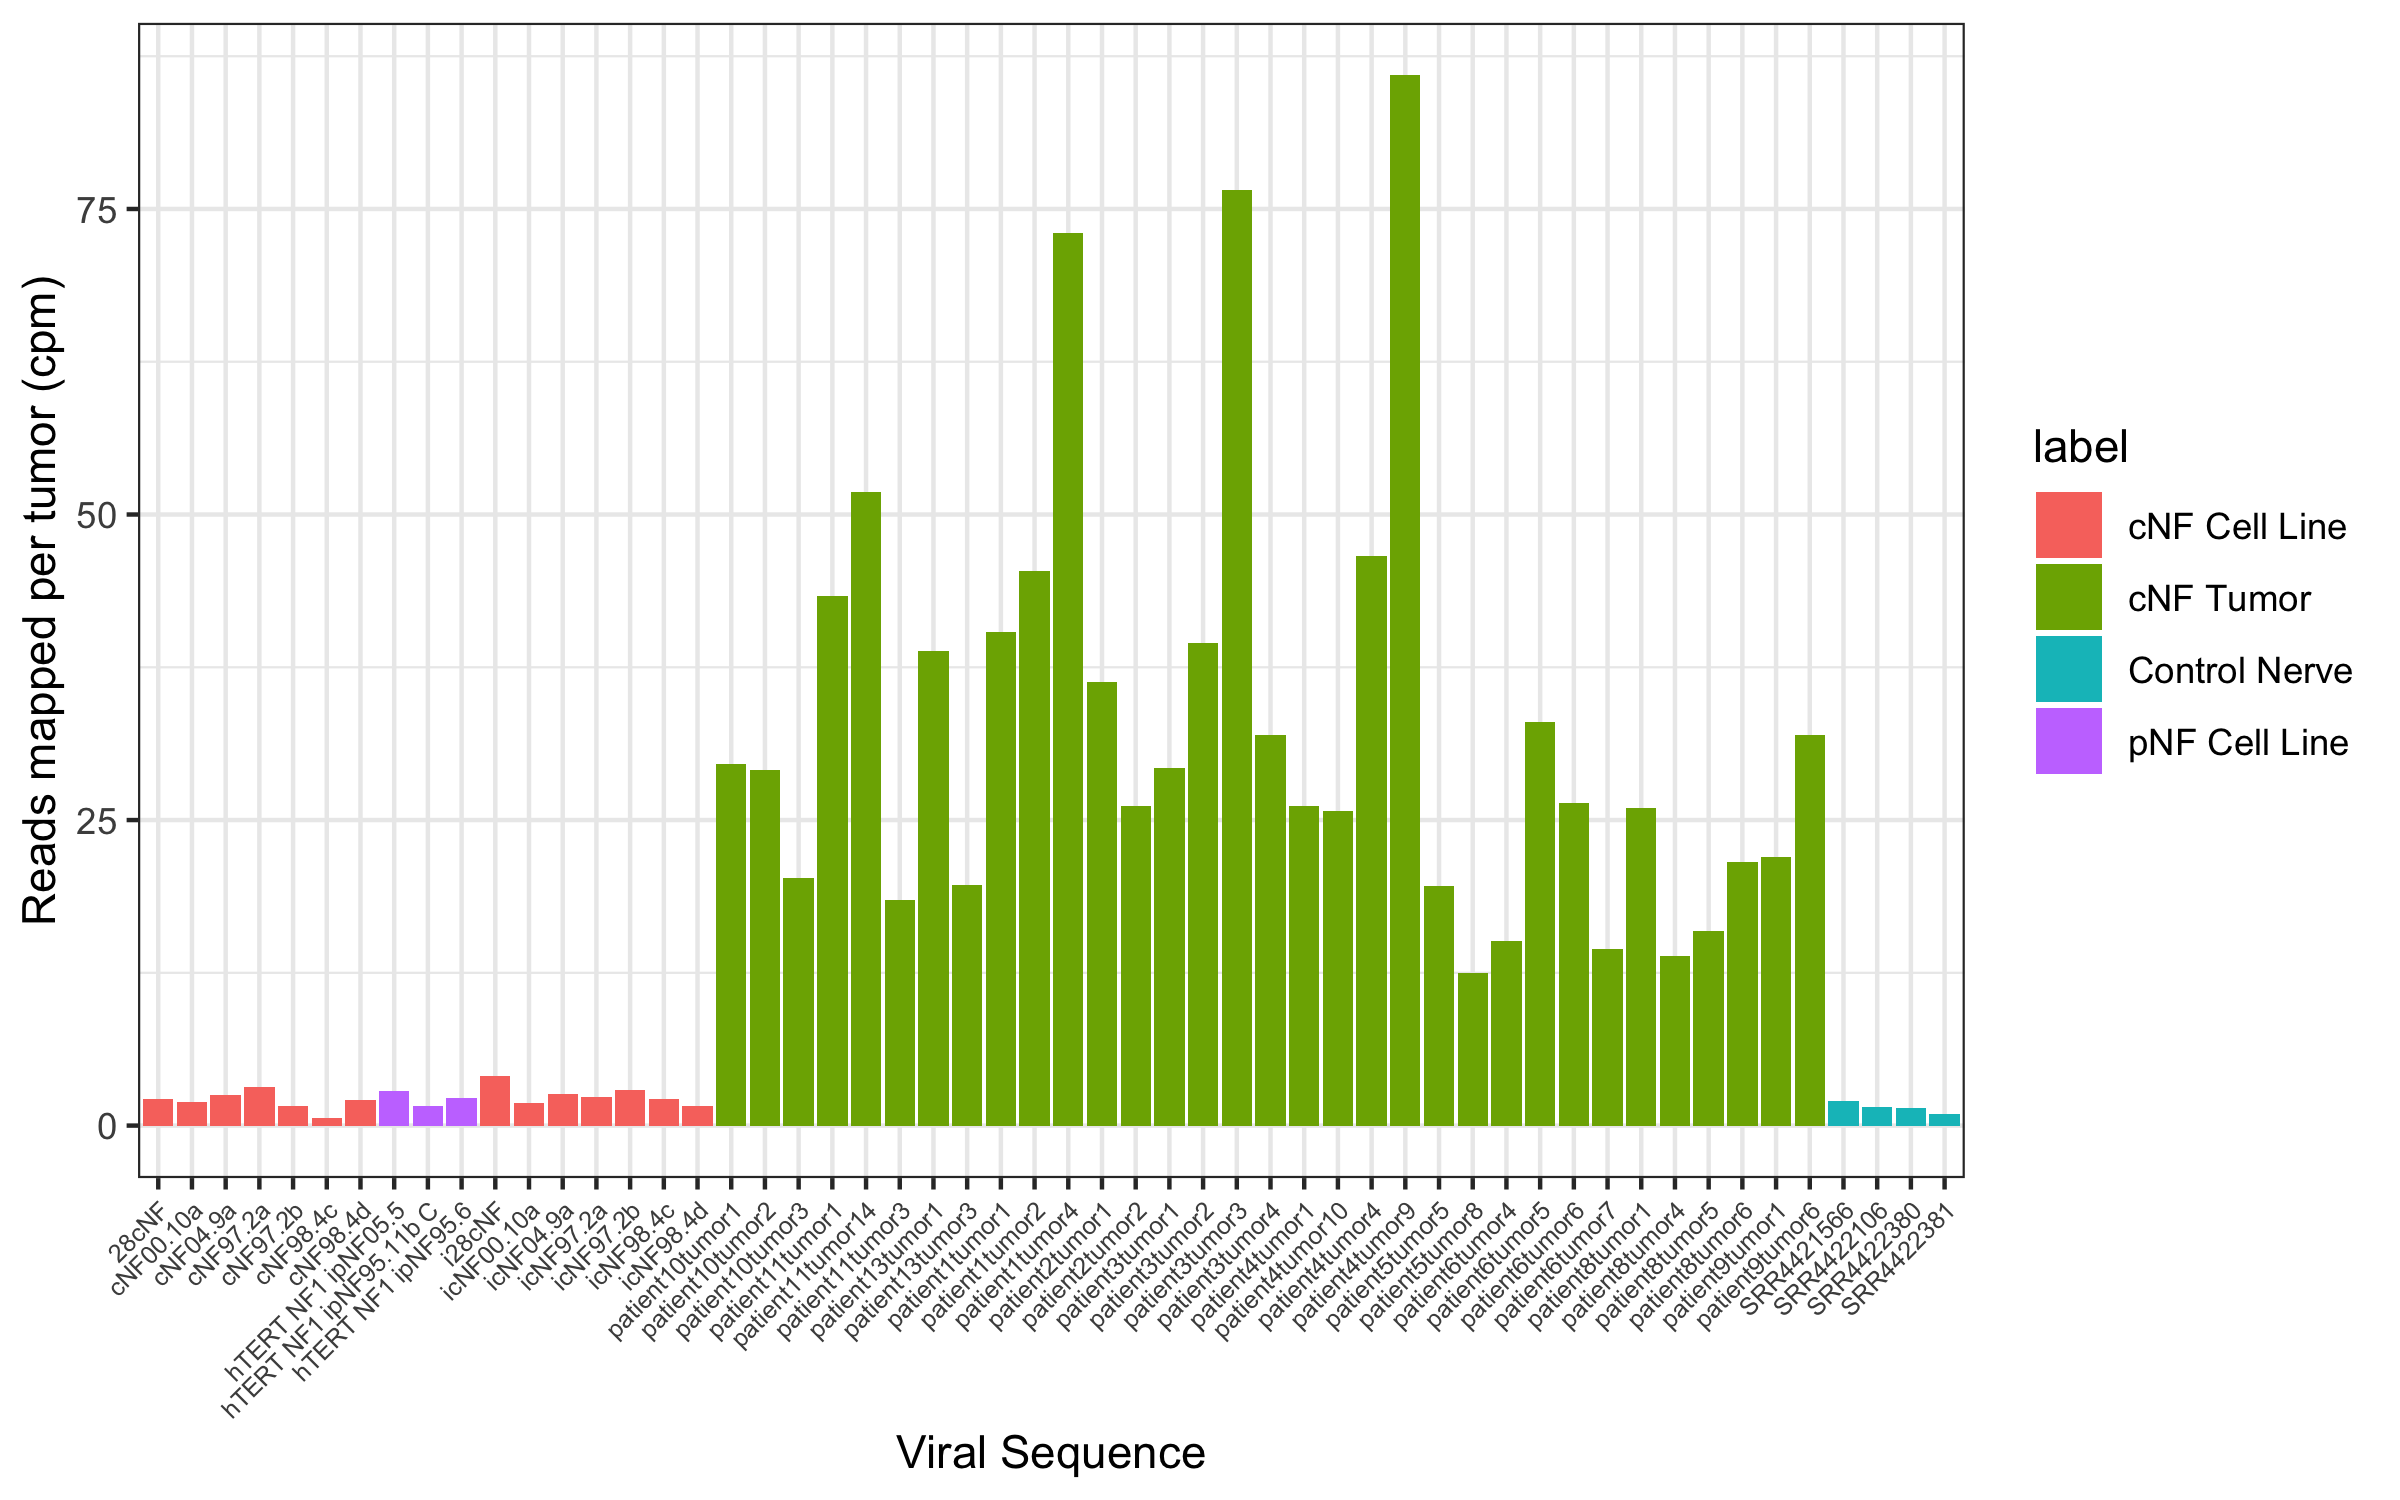 Reads mapped per tumor (cpm)
75
50
25
0
28cNF
cNF00.10a
cNF04.9a
cNF97.2a
cNF97.2b
cNF98.4c
cNF98.4d
hTERT NF1 ipNF05.5
hTERT NF1 ipNF95.11b C
hTERT NF1 ipNF95.6
i28cNF
icNF00.10a
icNF04.9a
icNF97.2a
icNF97.2b
icNF98.4c
icNF98.4d
patient10tumor1
patient10tumor2
patient10tumor3
patient11tumor1
patient11tumor14
patient11tumor3
patient13tumor1
patient13tumor3
patient1tumor1
patient1tumor2
patient1tumor4
patient2tumor1
patient2tumor2
patient3tumor1
patient3tumor2
patient3tumor3
patient3tumor4
patient4tumor1
patient4tumor10
patient4tumor4
patient4tumor9
patient5tumor5
patient5tumor8
patient6tumor4
patient6tumor5
patient6tumor6
patient6tumor7
patient8tumor1
patient8tumor4
patient8tumor5
patient8tumor6
patient9tumor1
patient9tumor6
SRR4421566
SRR4422106
SRR4422380
SRR4422381
Viral Sequence
label
cNF Cell Line
cNF Tumor
Control Nerve
pNF Cell Line